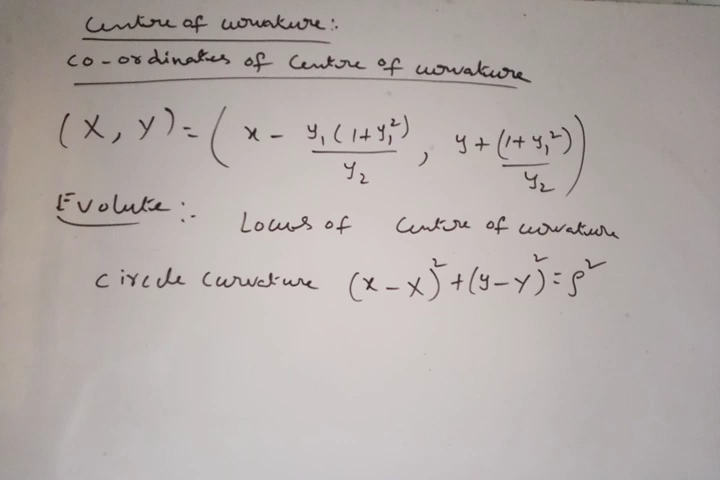 Centre of curvature:-
co-ordinates of Centre of curvature
(X, Y) = ( x - y₁(1+y₁²)/y₂ , y + (1+y₁²)/y₂ )
Evolute:- Locus of Centre of curvature
circle curvature (x - X)² + (y - Y)² = ρ²